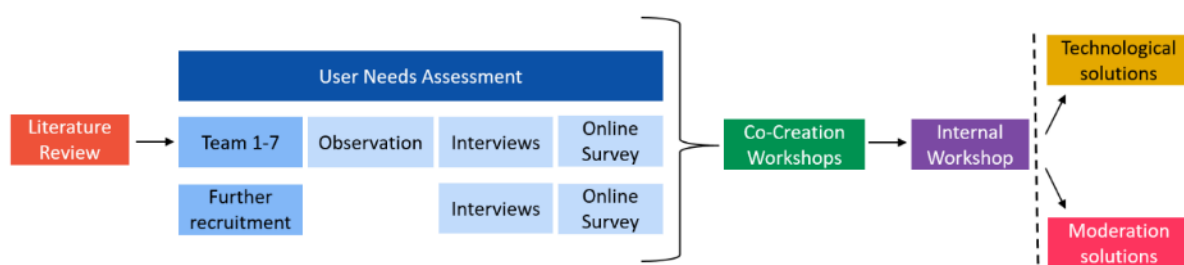 User Needs Assessment
Literature
Review
Team 1-7
Observation
Interviews
Online
Survey
Further
recruitment
Interviews
Online
Survey
Co-Creation
Workshops
Internal
Workshop
Technological
solutions
Moderation
solutions